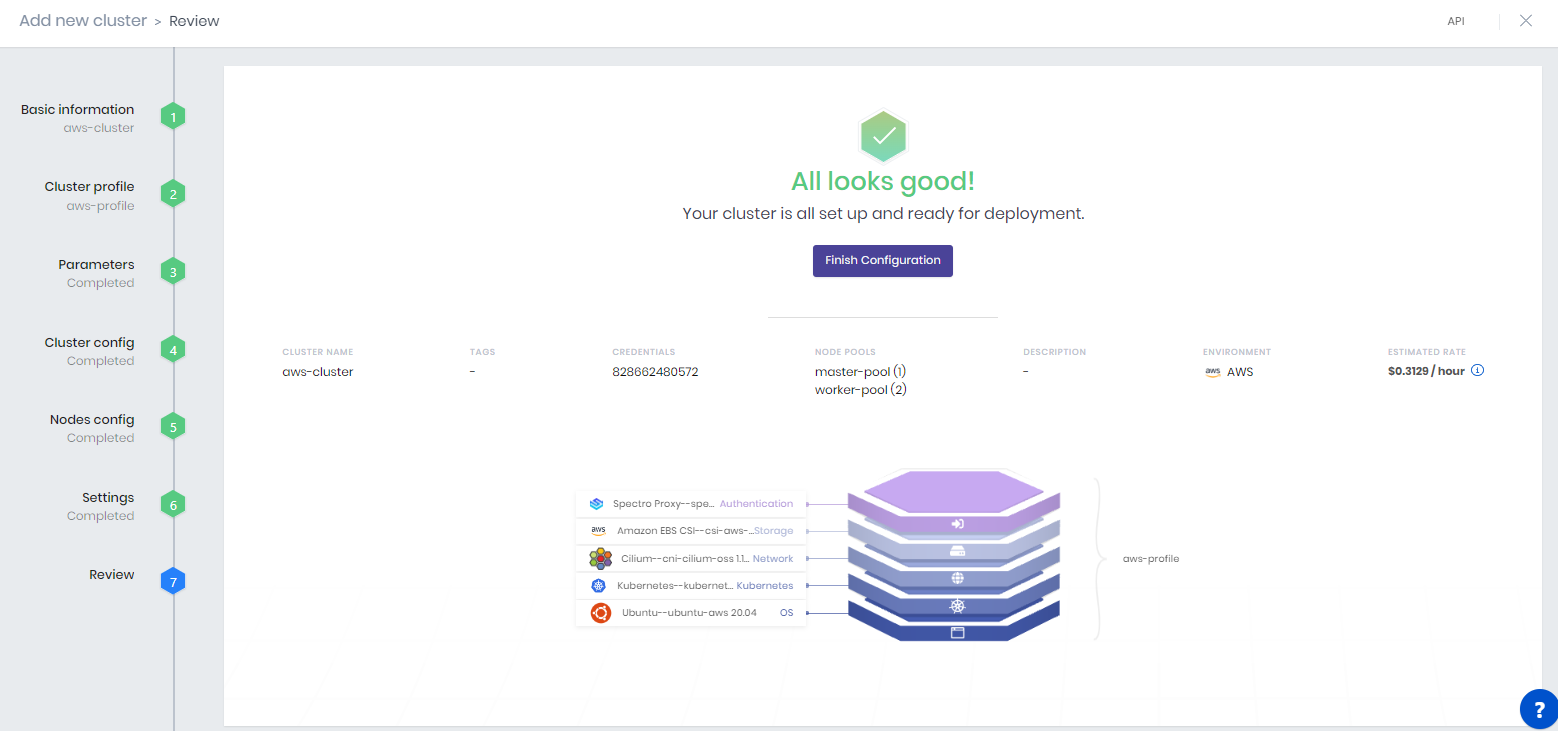 Add new cluster > Review
API
Basic information
aws-cluster
1
Cluster profile
aws-profile
2
Parameters
Completed
3
Cluster config
Completed
4
Nodes config
Completed
5
Settings
Completed
6
Review
7
All looks good!
Your cluster is all set up and ready for deployment.
Finish Configuration
CLUSTER NAME
aws-cluster
TAGS
-
CREDENTIALS
828662480572
NODE POOLS
master-pool (1)
worker-pool (2)
DESCRIPTION
-
ENVIRONMENT
aws AWS
ESTIMATED RATE
$0.3129 / hour
Spectro Proxy--spe... Authentication
aws Amazon EBS CSI--csi-aws-...Storage
Cilium--cni-cilium-oss 1.1... Network
Kubernetes--kubernet... Kubernetes
Ubuntu--ubuntu-aws 20.04 OS
aws-profile
?